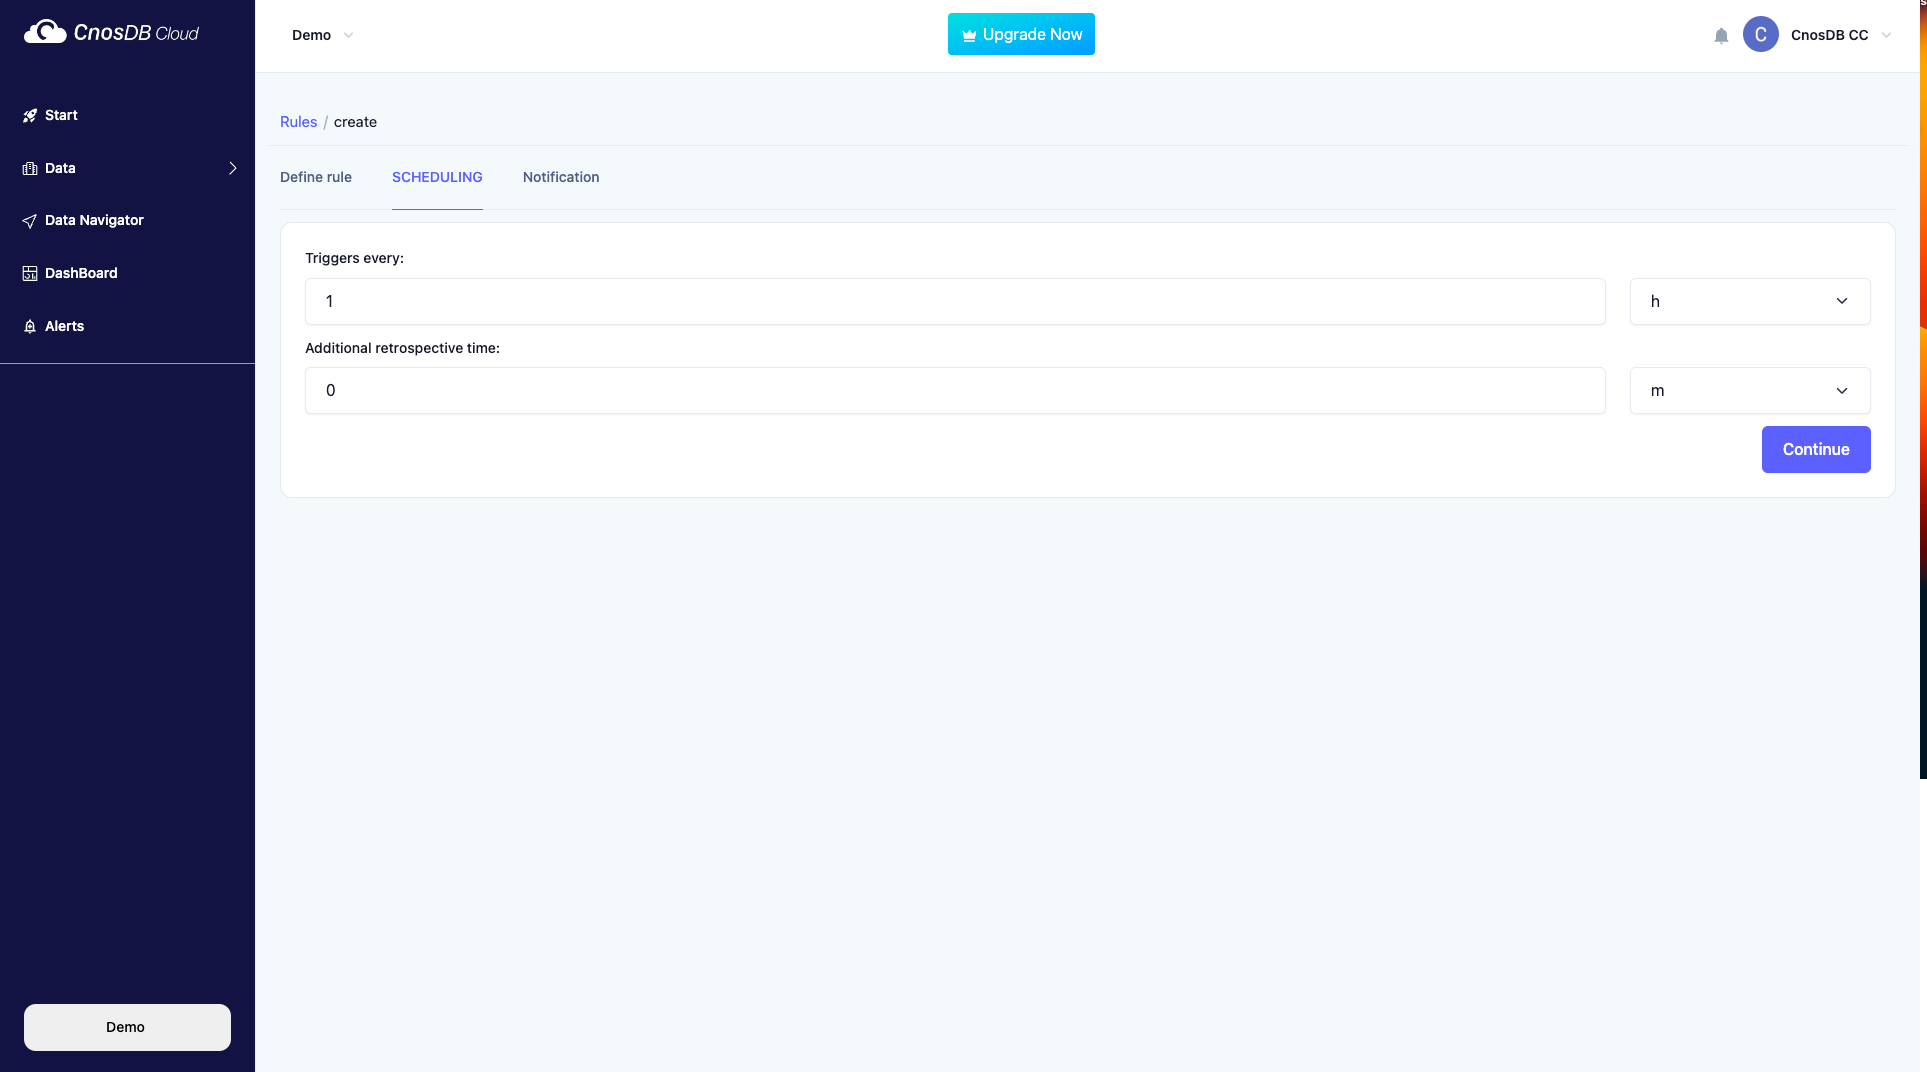 CnosDB Cloud
Demo
Upgrade Now
C
CnosDB CC
Start
Data
Data Navigator
DashBoard
Alerts
Rules / create
Define rule
SCHEDULING
Notification
Triggers every:
1
h
Additional retrospective time:
0
m
Continue
Demo